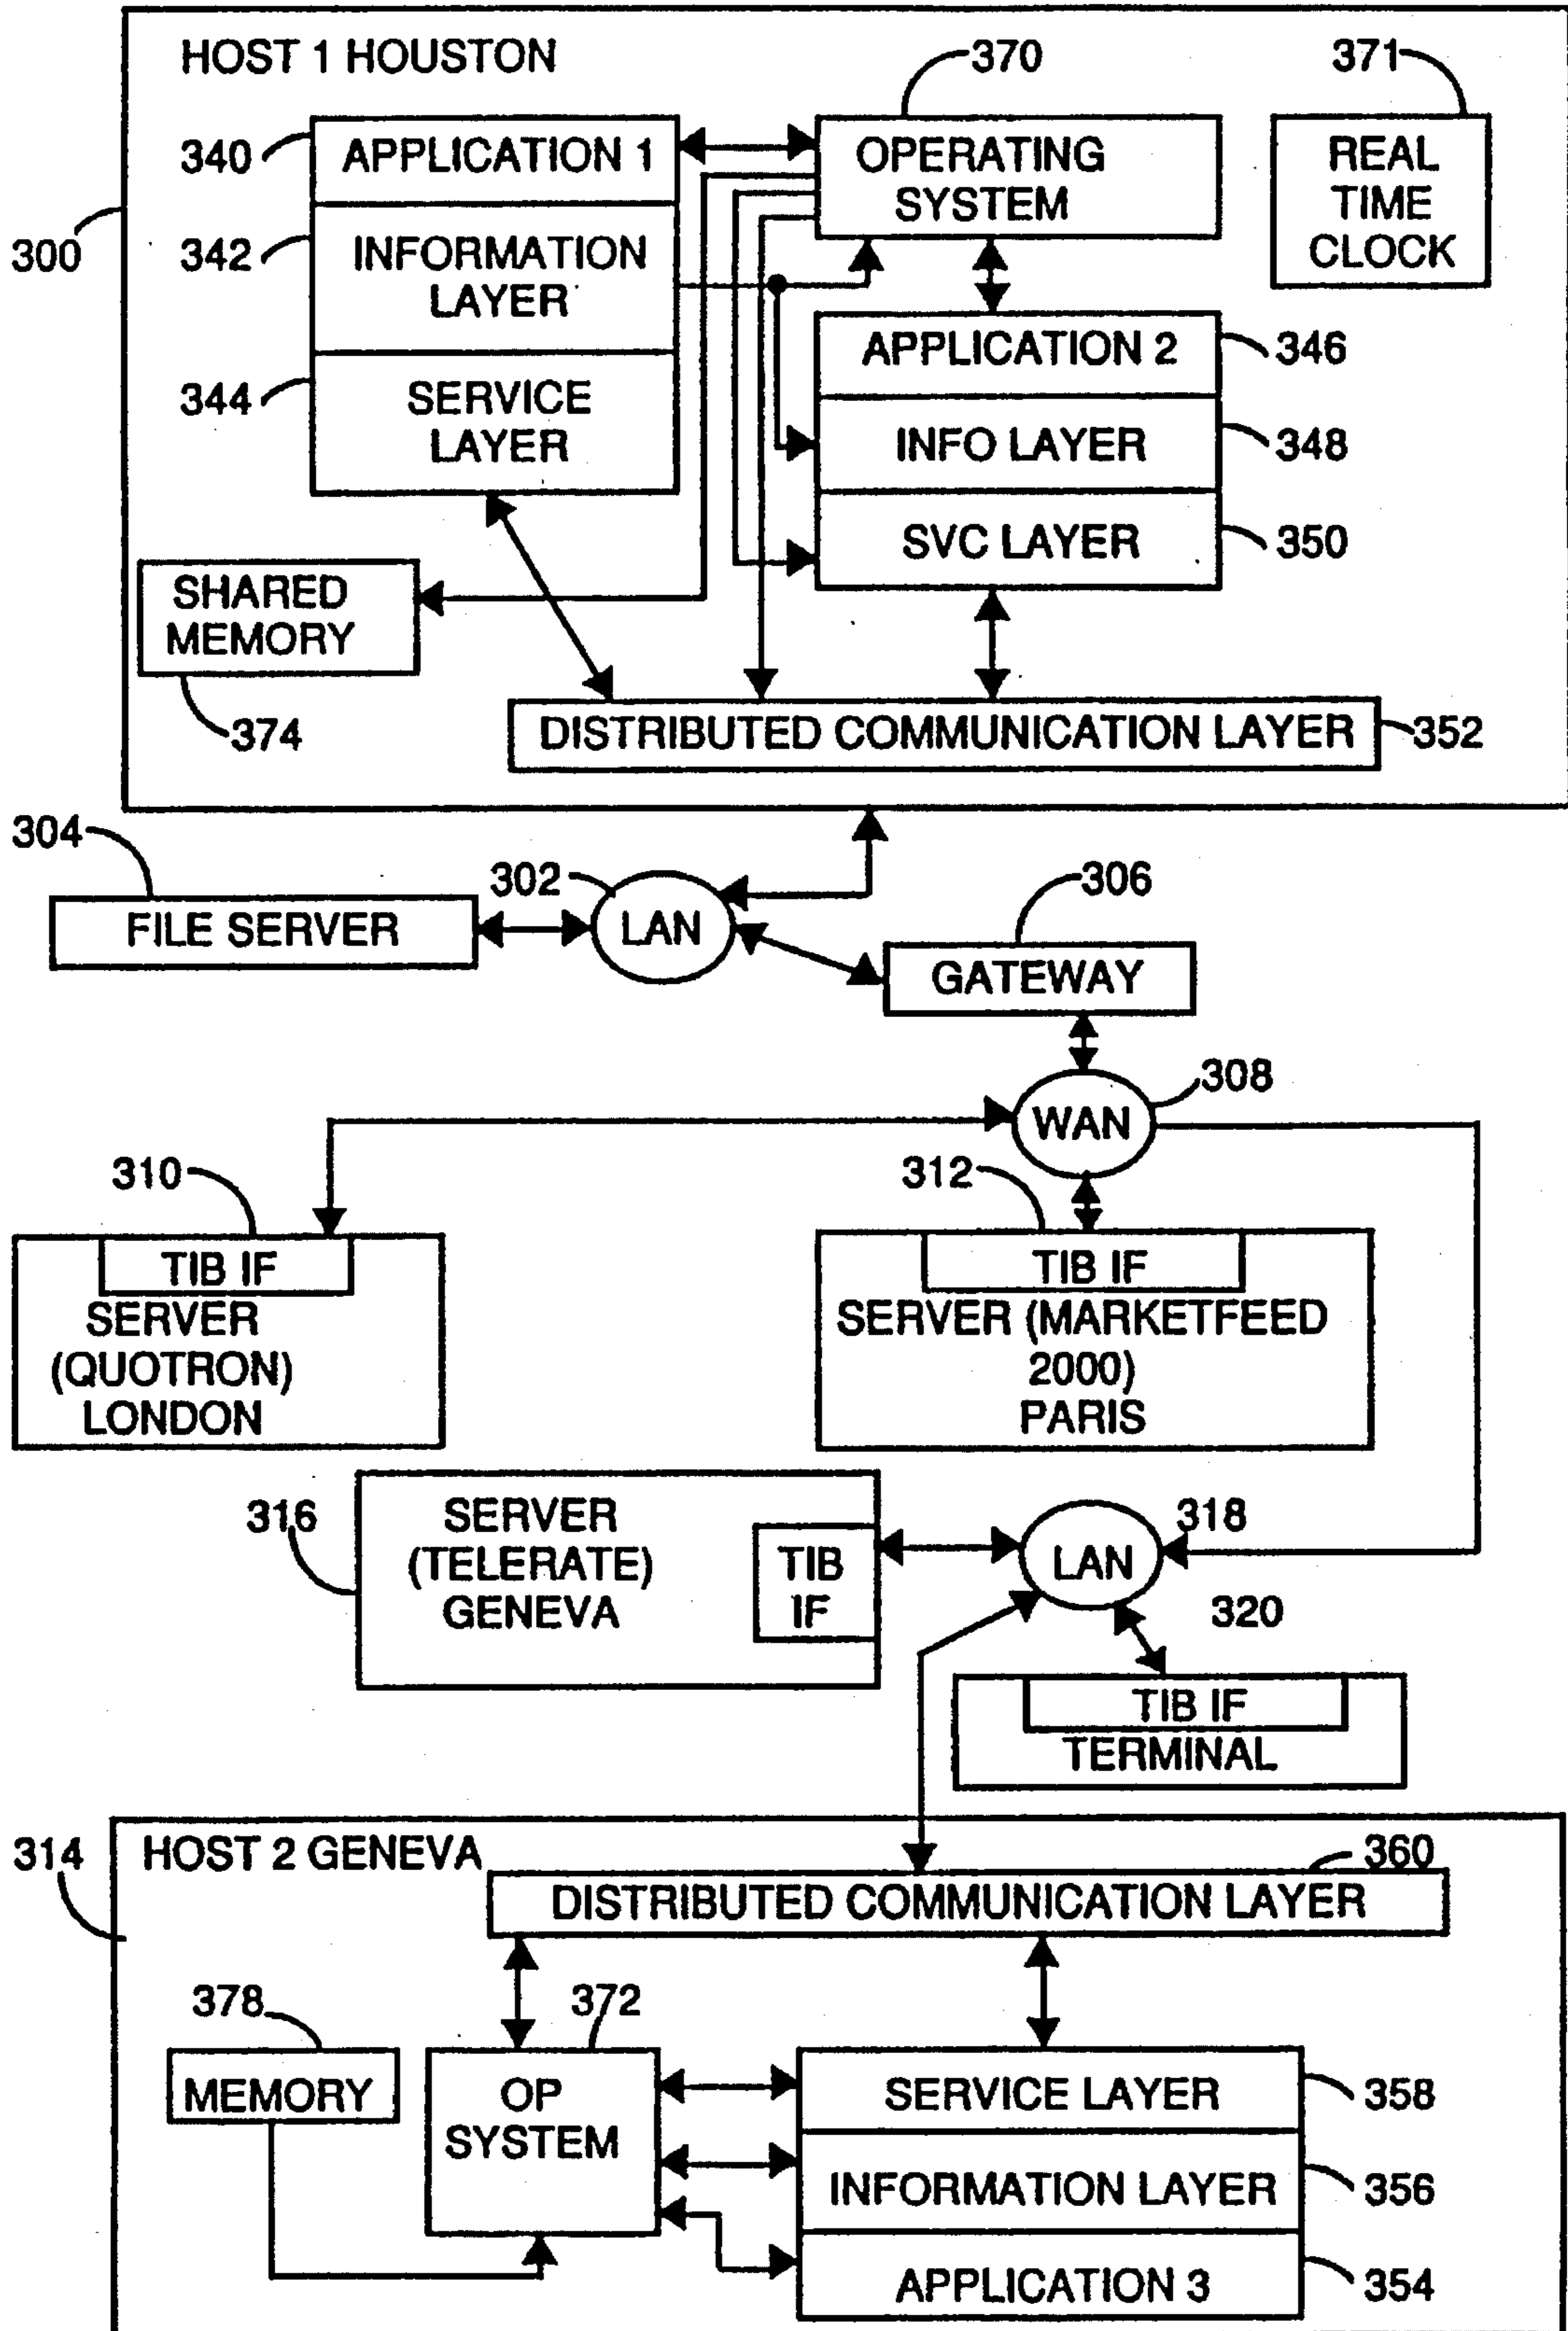 HOST 1 HOUSTON
370
371
340
APPLICATION 1
OPERATING
SYSTEM
REAL
TIME
CLOCK
300
342
INFORMATION
LAYER
APPLICATION 2
346
344
SERVICE
LAYER
INFO LAYER
348
SVC LAYER
350
SHARED
MEMORY
374
DISTRIBUTED COMMUNICATION LAYER
352
304
302
306
FILE SERVER
LAN
GATEWAY
308
WAN
310
312
TIB IF
SERVER
(QUOTRON)
LONDON
TIB IF
SERVER (MARKETFEED
2000)
PARIS
316
SERVER
(TELERATE)
GENEVA
TIB
IF
318
LAN
320
TIB IF
TERMINAL
314
HOST 2 GENEVA
360
DISTRIBUTED COMMUNICATION LAYER
378
372
MEMORY
OP
SYSTEM
SERVICE LAYER
358
INFORMATION LAYER
356
APPLICATION 3
354